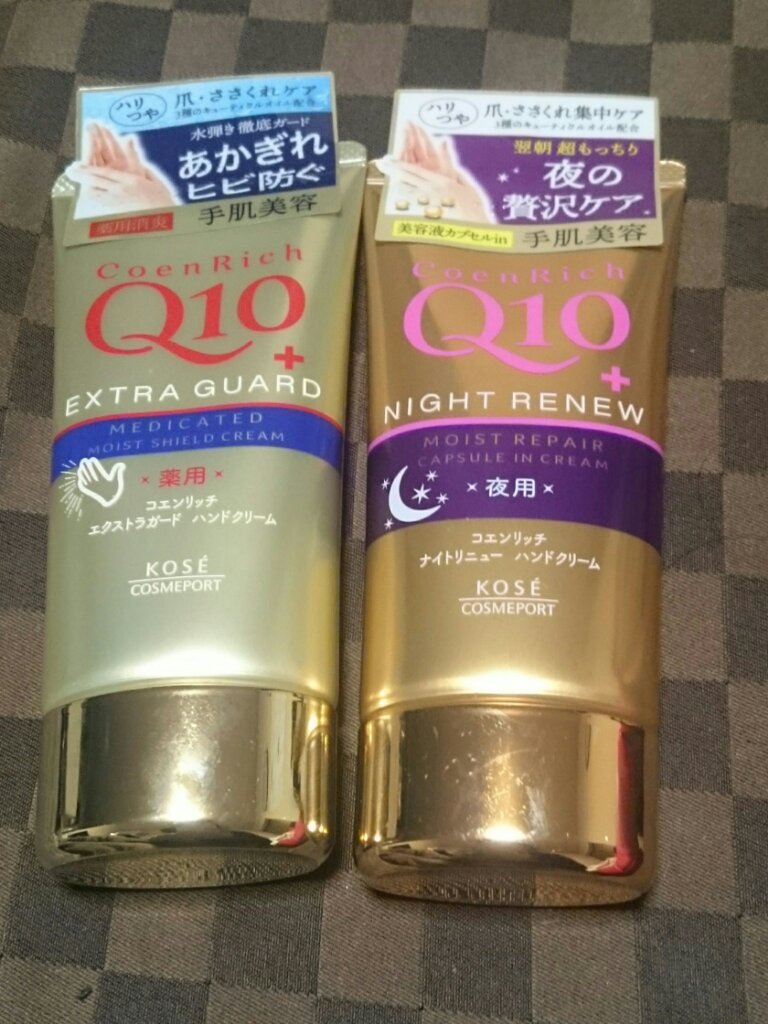 ハリ
つや
爪・ささくれケア
3種のキューティクルオイル配合
水弾き 徹底ガード
あかぎれ
ヒビ防ぐ
薬用消炎
手肌美容
CoenRich
Q10
+
EXTRA GUARD
MEDICATED
MOIST SHIELD CREAM
×薬用×
コエンリッチ
エクストラガード ハンドクリーム
KOSÉ
COSMEPORT
ハリ
つや
爪・ささくれ集中ケア
3種のキューティクルオイル配合
翌朝 超もっちり
夜の
贅沢ケア
美容液カプセルin
手肌美容
CoenRich
Q10
+
NIGHT RENEW
MOIST REPAIR
CAPSULE IN CREAM
×夜用×
コエンリッチ
ナイトリニュー ハンドクリーム
KOSÉ
COSMEPORT